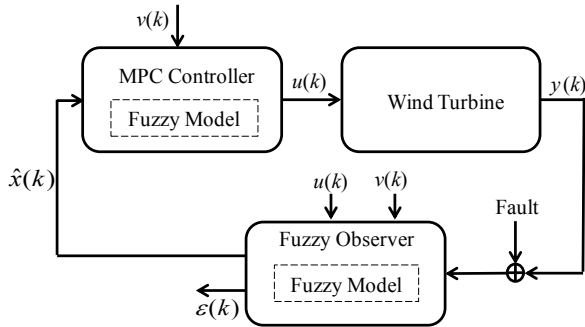 v(k)
MPC Controller
Fuzzy Model
u(k)
Wind Turbine
y(k)
x̂(k)
u(k)
v(k)
Fault
Fuzzy Observer
Fuzzy Model
ε(k)